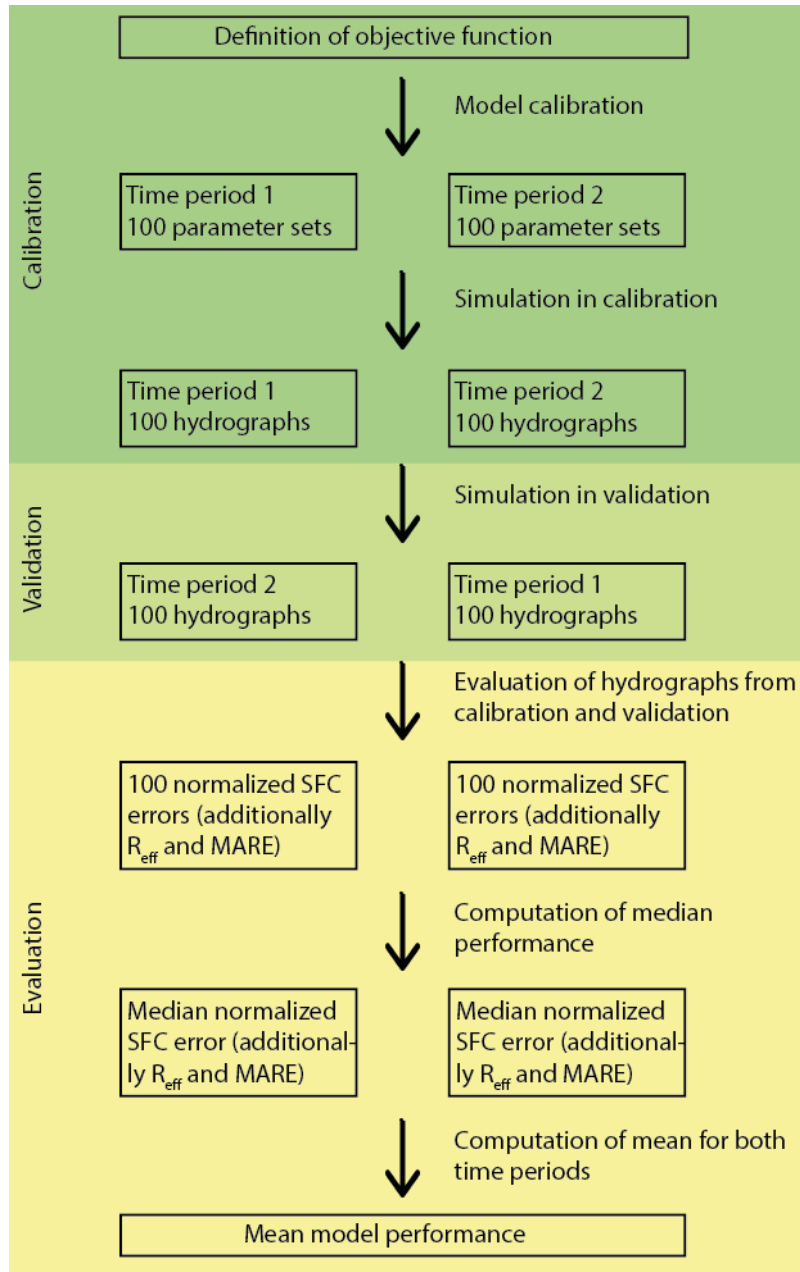 Definition of objective function
Model calibration
Calibration
Time period 1
100 parameter sets
Time period 2
100 parameter sets
Simulation in calibration
Time period 1
100 hydrographs
Time period 2
100 hydrographs
Simulation in validation
Validation
Time period 2
100 hydrographs
Time period 1
100 hydrographs
Evaluation of hydrographs from
calibration and validation
Evaluation
100 normalized SFC
errors (additionally
Reff and MARE)
100 normalized SFC
errors (additionally
Reff and MARE)
Computation of median
performance
Median normalized
SFC error (additional-
ly Reff and MARE)
Median normalized
SFC error (additional-
ly Reff and MARE)
Computation of mean for both
time periods
Mean model performance